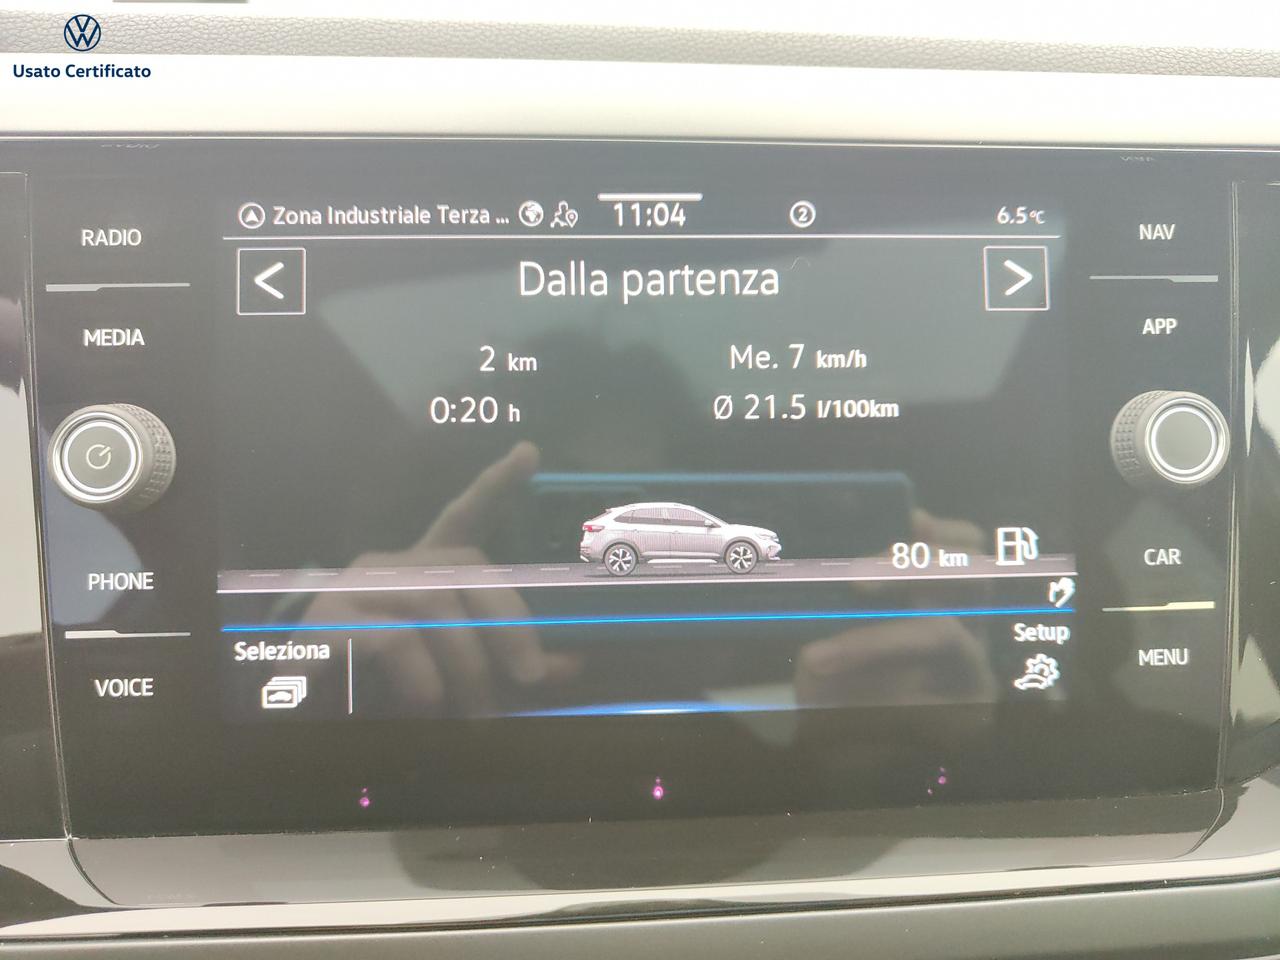 Usato Certificato
RADIO
MEDIA
PHONE
VOICE
Zona Industriale Terza ... 11:04 2 6.5°C
< Dalla partenza >
2 km Me. 7 km/h
0:20 h Ø 21.5 l/100km
80 km
Seleziona
Setup
NAV
APP
CAR
MENU